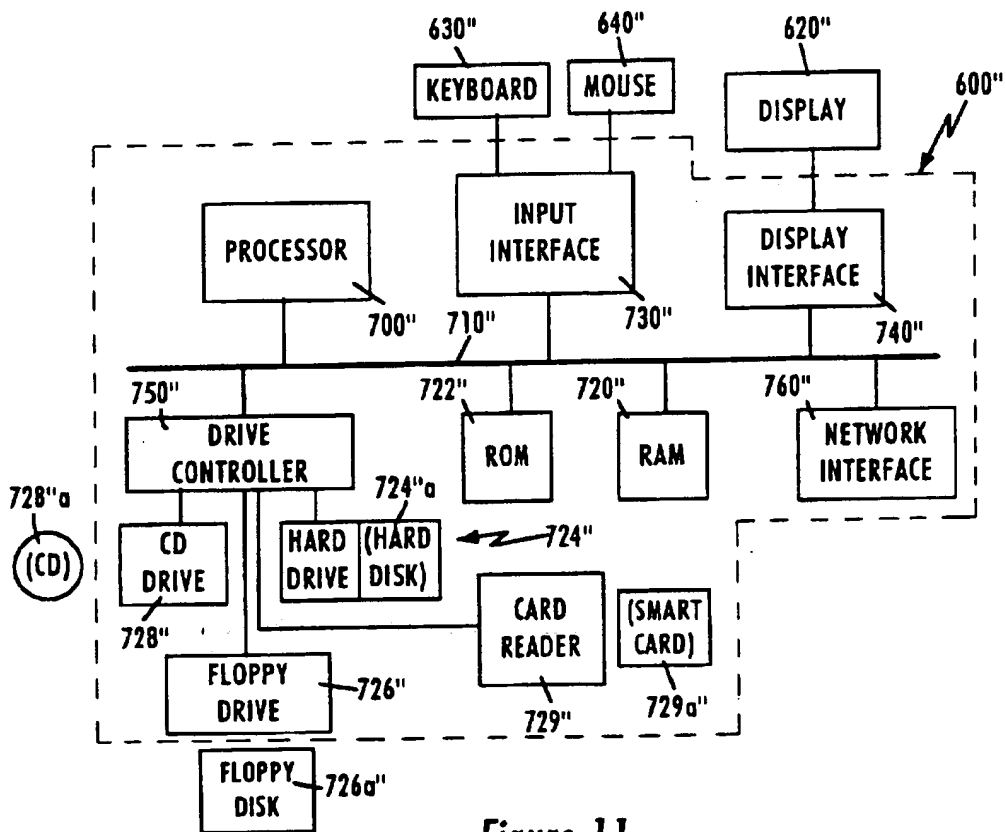 630"
640"
620"
600"
KEYBOARD
MOUSE
DISPLAY
PROCESSOR
INPUT
INTERFACE
DISPLAY
INTERFACE
700"
710"
730"
740"
750"
722"
720"
760"
DRIVE
CONTROLLER
ROM
RAM
NETWORK
INTERFACE
728"a
(CD)
CD
DRIVE
728"
724"a
HARD
DRIVE
(HARD
DISK)
724"
CARD
READER
729"
(SMART
CARD)
729a"
FLOPPY
DRIVE
726"
FLOPPY
DISK
726a"
Figure 11